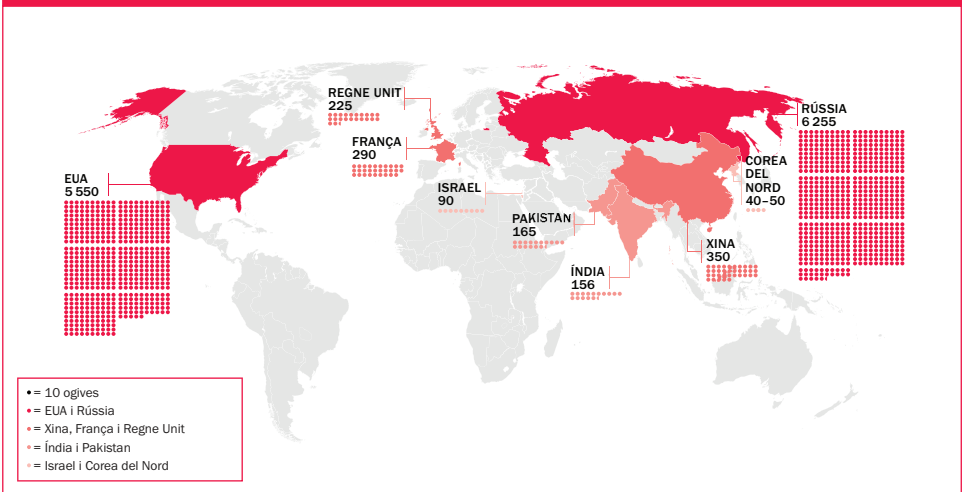 REGNE UNIT
225
FRANÇA
290
EUA
5 550
ISRAEL
90
PAKISTAN
165
ÍNDIA
156
RÚSSIA
6 255
COREA
DEL
NORD
40–50
XINA
350
• = 10 ogives
• = EUA i Rússia
• = Xina, França i Regne Unit
• = Índia i Pakistan
• = Israel i Corea del Nord